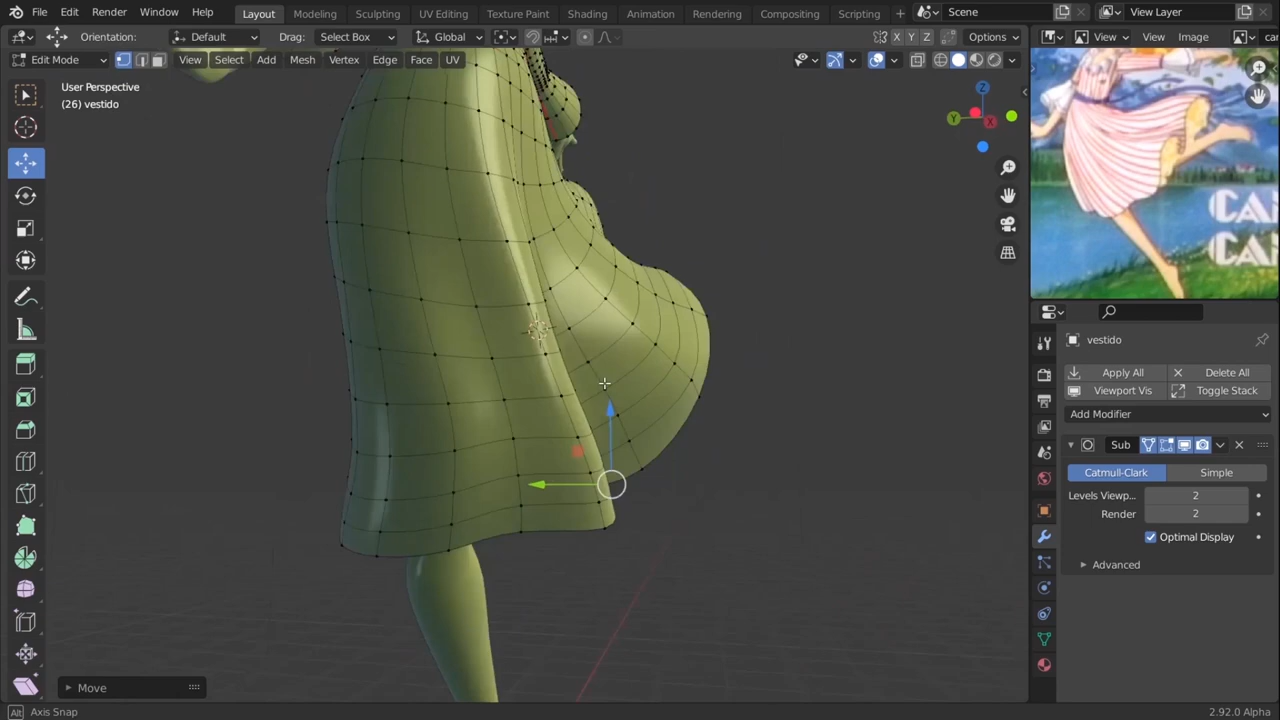 File Edit Render Window Help Layout Modeling Sculpting UV Editing Texture Paint Shading Animation Rendering Compositing Scripting + Scene View Layer
Orientation: Default Drag: Select Box Global X Y Z Options View View Image
Edit Mode View Select Add Mesh Vertex Edge Face UV
User Perspective
(26) vestido
Z
Y
X
CAN
CAN
vestido
Apply All Delete All
Viewport Vis Toggle Stack
Add Modifier
Sub
Catmull-Clark Simple
Levels Viewp... 2
Render 2
Optimal Display
Advanced
Move
Alt Axis Snap 2.92.0 Alpha